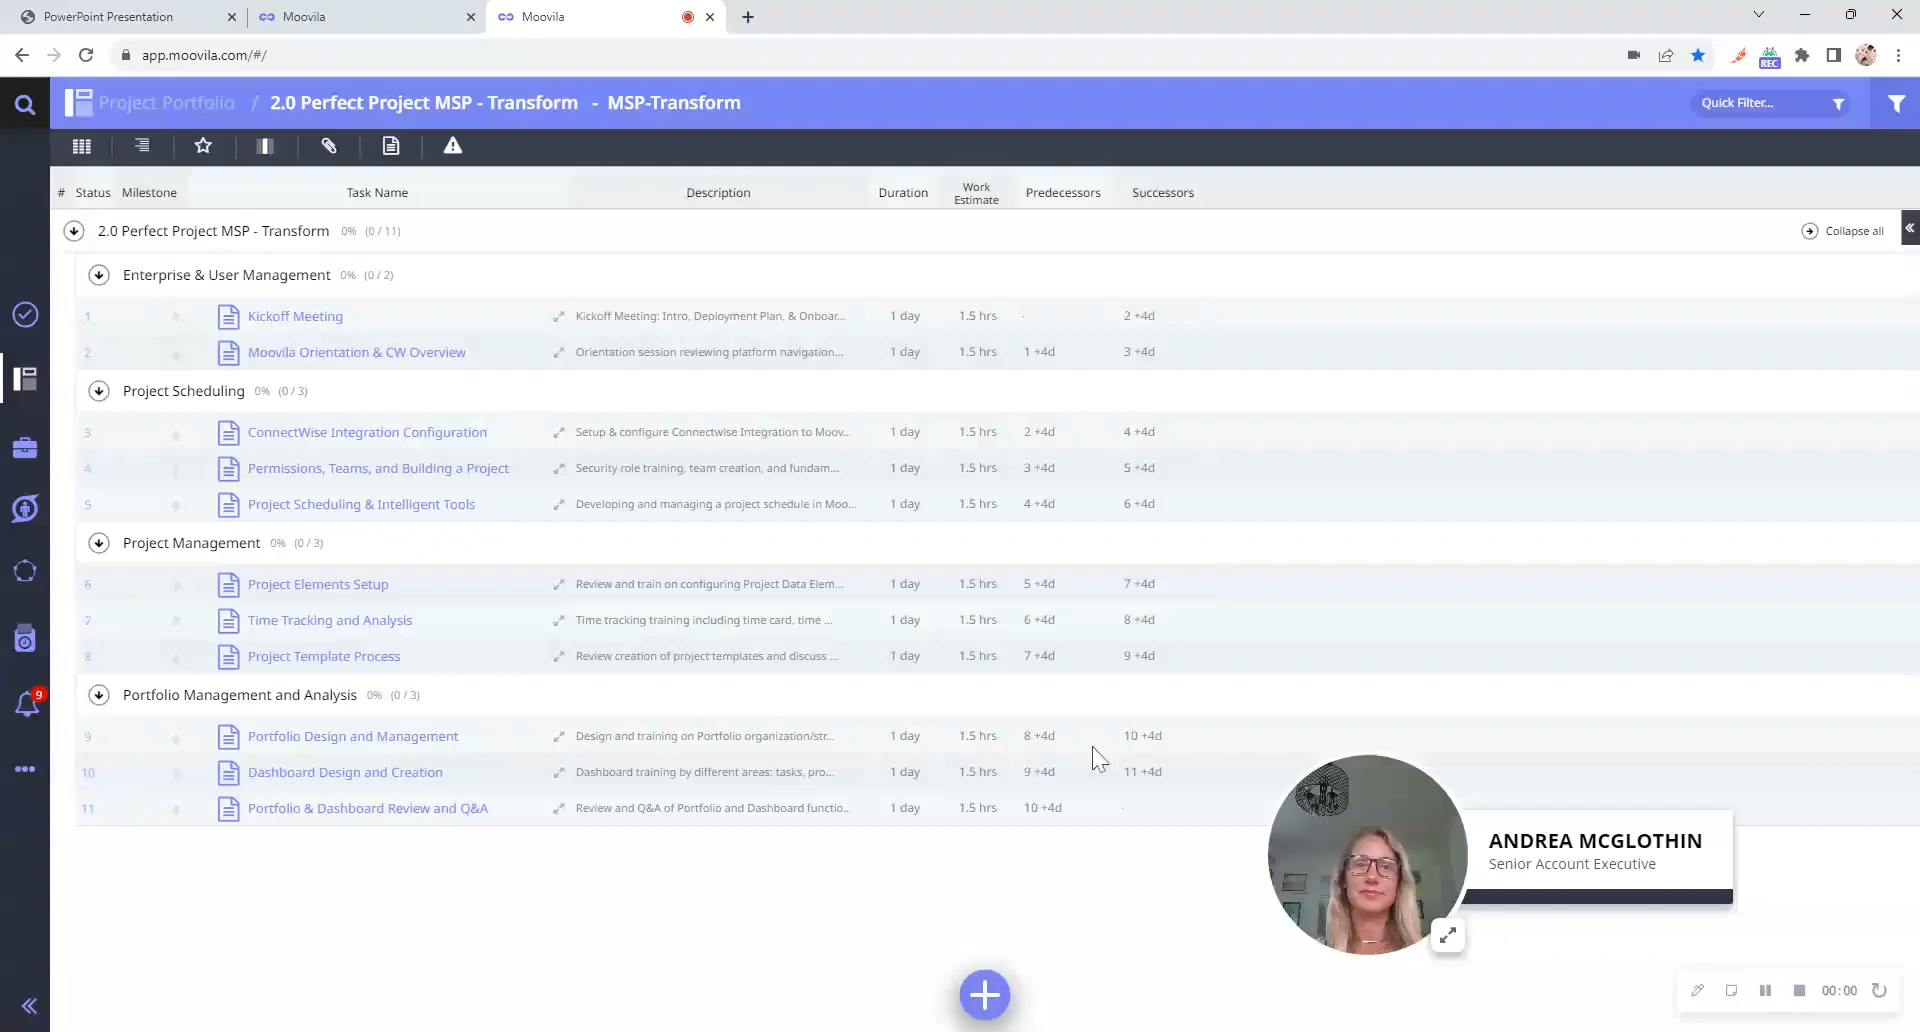 PowerPoint Presentation
Moovila
Moovila
app.moovila.com/#/
REC
Project Portfolio / 2.0 Perfect Project MSP - Transform - MSP-Transform
Quick Filter...
# Status Milestone Task Name Description Duration Work Estimate Predecessors Successors
2.0 Perfect Project MSP - Transform 0% (0 / 11)
Collapse all
Enterprise & User Management 0% (0 / 2)
1 Kickoff Meeting Kickoff Meeting: Intro, Deployment Plan, & Onboar... 1 day 1.5 hrs - 2 +4d
2 Moovila Orientation & CW Overview Orientation session reviewing platform navigation... 1 day 1.5 hrs 1 +4d 3 +4d
Project Scheduling 0% (0 / 3)
3 ConnectWise Integration Configuration Setup & configure Connectwise Integration to Moov... 1 day 1.5 hrs 2 +4d 4 +4d
4 Permissions, Teams, and Building a Project Security role training, team creation, and fundam... 1 day 1.5 hrs 3 +4d 5 +4d
5 Project Scheduling & Intelligent Tools Developing and managing a project schedule in Moo... 1 day 1.5 hrs 4 +4d 6 +4d
Project Management 0% (0 / 3)
6 Project Elements Setup Review and train on configuring Project Data Elem... 1 day 1.5 hrs 5 +4d 7 +4d
7 Time Tracking and Analysis Time tracking training including time card, time ... 1 day 1.5 hrs 6 +4d 8 +4d
8 Project Template Process Review creation of project templates and discuss ... 1 day 1.5 hrs 7 +4d 9 +4d
9
Portfolio Management and Analysis 0% (0 / 3)
9 Portfolio Design and Management Design and training on Portfolio organization/str... 1 day 1.5 hrs 8 +4d 10 +4d
10 Dashboard Design and Creation Dashboard training by different areas: tasks, pro... 1 day 1.5 hrs 9 +4d 11 +4d
11 Portfolio & Dashboard Review and Q&A Review and Q&A of Portfolio and Dashboard functio... 1 day 1.5 hrs 10 +4d -
ANDREA MCGLOTHIN
Senior Account Executive
00:00